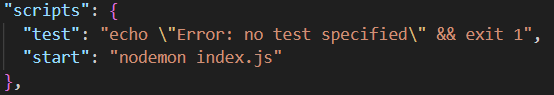 "scripts": {
"test": "echo \"Error: no test specified\" && exit 1",
"start": "nodemon index.js"
},